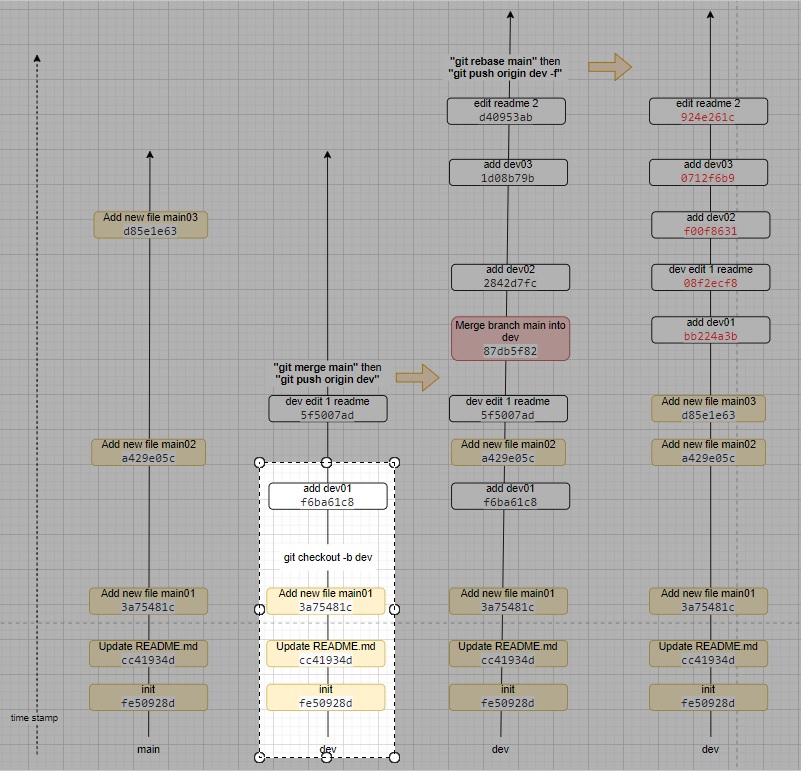 "git rebase main" then
"git push origin dev -f"
edit readme 2
d40953ab
edit readme 2
924e261c
add dev03
1d08b79b
add dev03
0712f6b9
Add new file main03
d85e1e63
add dev02
f00f8631
add dev02
2842d7fc
dev edit 1 readme
08f2ecf8
Merge branch main into
dev
87db5f82
add dev01
bb224a3b
"git merge main" then
"git push origin dev"
dev edit 1 readme
5f5007ad
dev edit 1 readme
5f5007ad
Add new file main03
d85e1e63
Add new file main02
a429e05c
Add new file main02
a429e05c
Add new file main02
a429e05c
add dev01
f6ba61c8
add dev01
f6ba61c8
git checkout -b dev
Add new file main01
3a75481c
Add new file main01
3a75481c
Add new file main01
3a75481c
Add new file main01
3a75481c
Update README.md
cc41934d
Update README.md
cc41934d
Update README.md
cc41934d
Update README.md
cc41934d
init
fe50928d
init
fe50928d
init
fe50928d
init
fe50928d
time stamp
main
dev
dev
dev